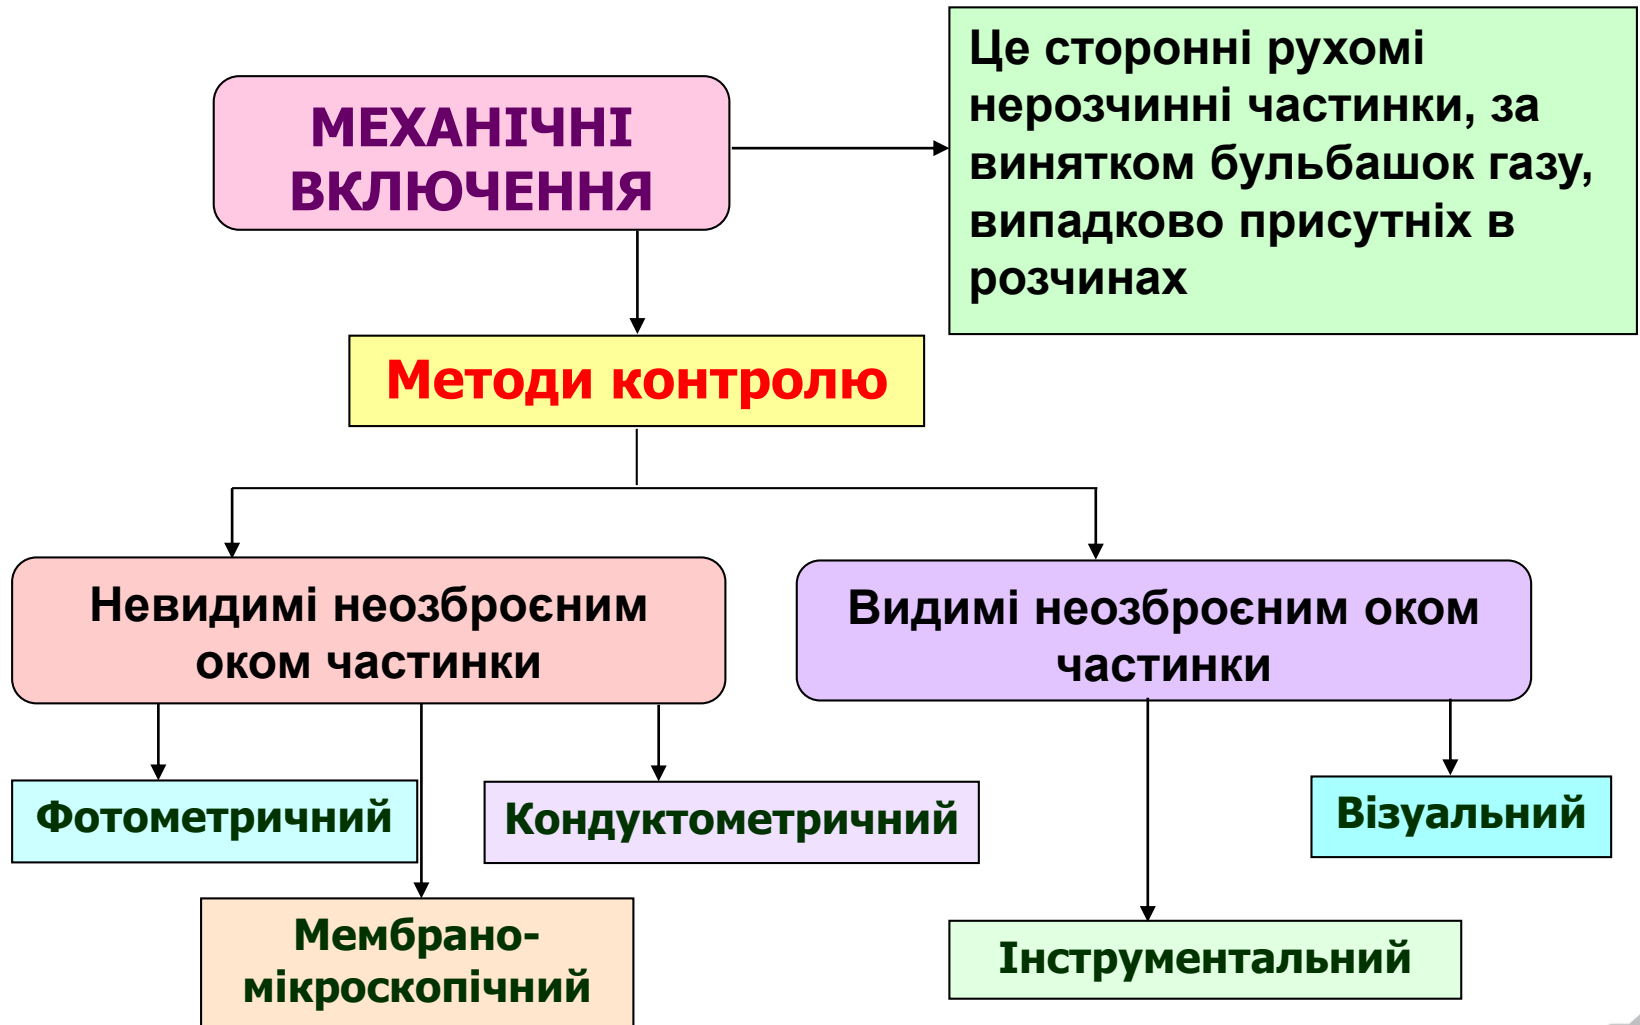 МЕХАНІЧНІ
ВКЛЮЧЕННЯ
Це сторонні рухомі
нерозчинні частинки, за
винятком бульбашок газу,
випадково присутніх в
розчинах
Методи контролю
Невидимі неозброєним
оком частинки
Видимі неозброєним оком
частинки
Фотометричний
Кондуктометричний
Візуальний
Мембрано-
мікроскопічний
Інструментальний